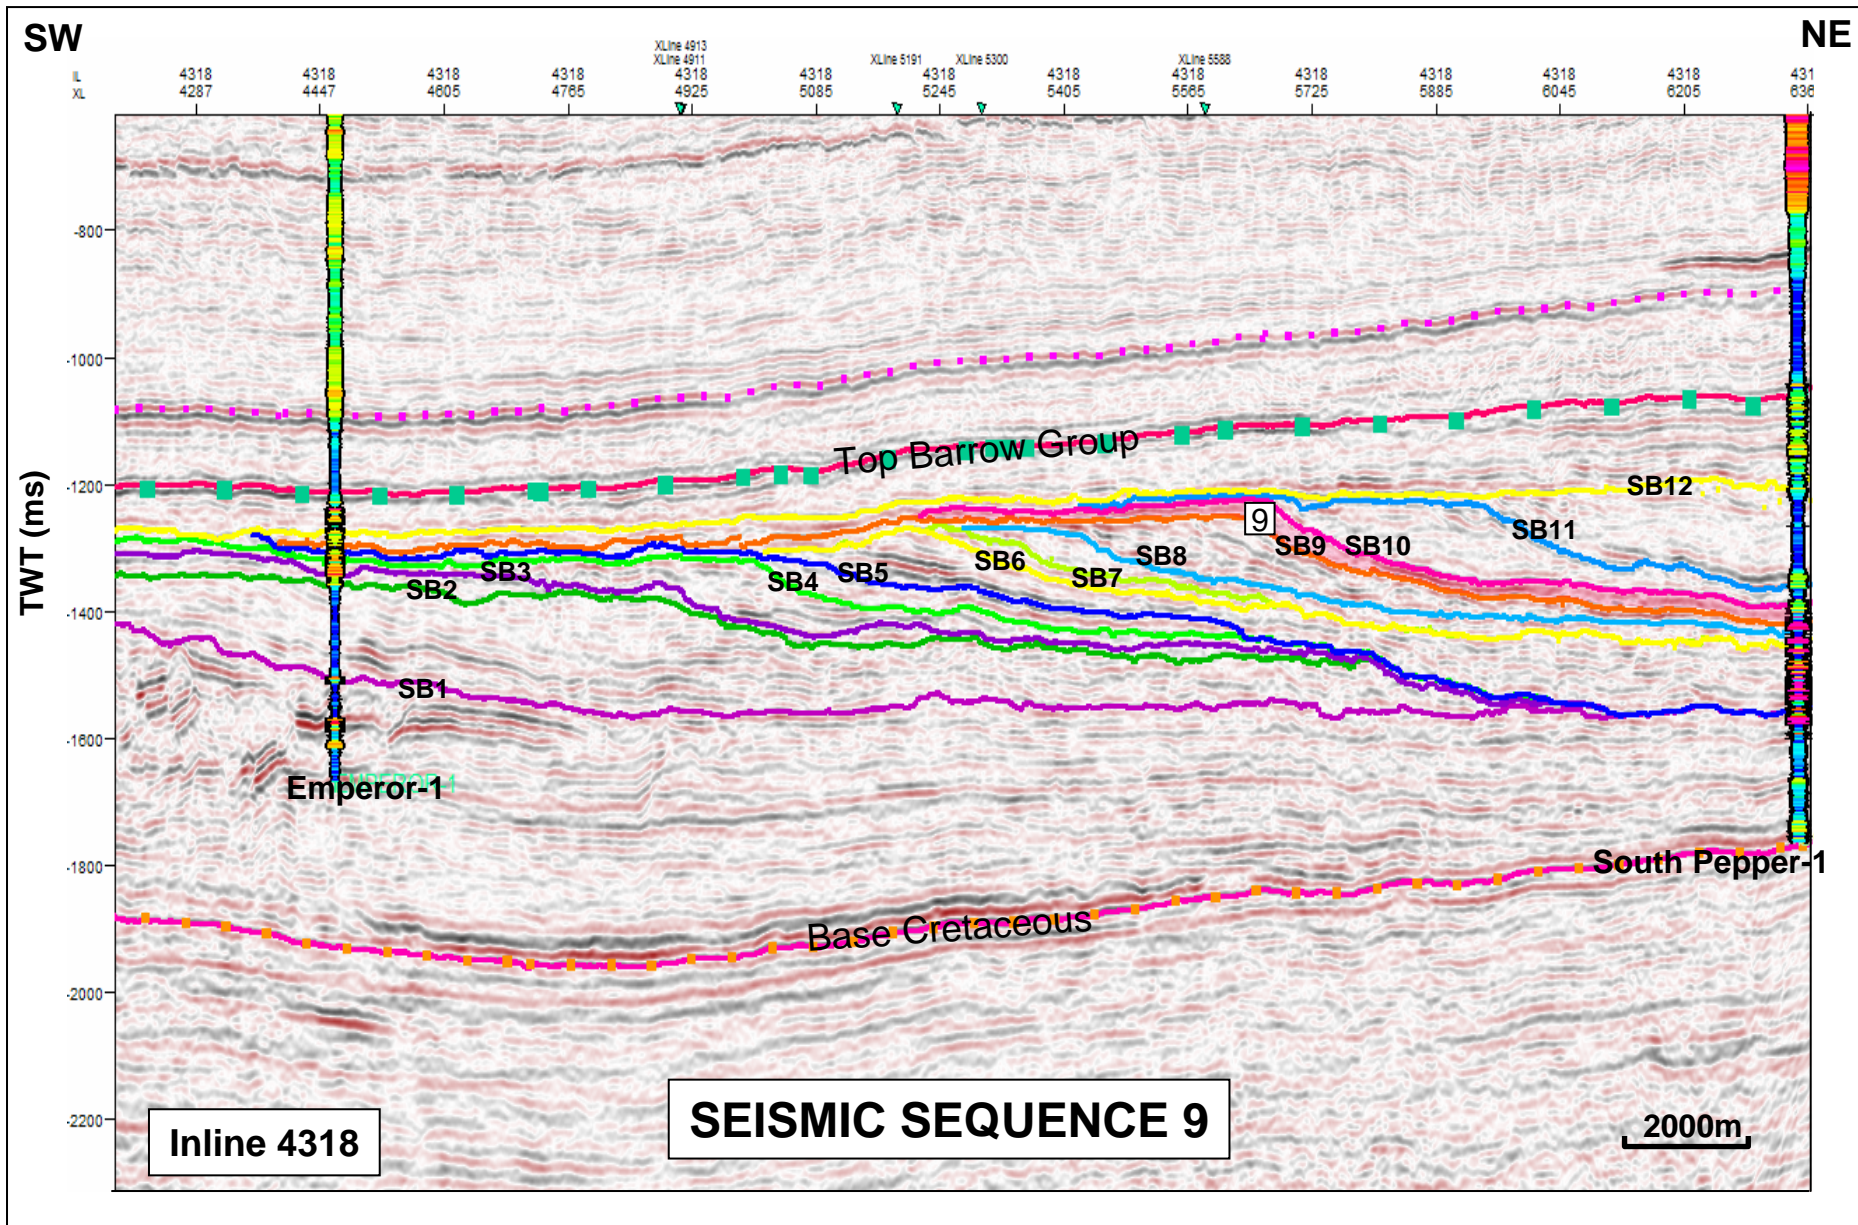 SW
NE
XLine 4913
XLine 4911 XLine 5191 XLine 5300 XLine 5588
IL 4318 4318 4318 4318 4318 4318 4318 4318 4318 4318 4318 4318 4318 431
XL 4287 4447 4605 4765 4925 5085 5245 5405 5565 5725 5885 6045 6205 636
-800
-1000
-1200
-1400
-1600
-1800
-2000
-2200
TWT (ms)
Top Barrow Group
SB12
9
SB11
SB9 SB10
SB8
SB6
SB7
SB5
SB4
SB3
SB2
SB1
EMPEROR-1
Emperor-1
South Pepper-1
Base Cretaceous
SEISMIC SEQUENCE 9
2000m
Inline 4318